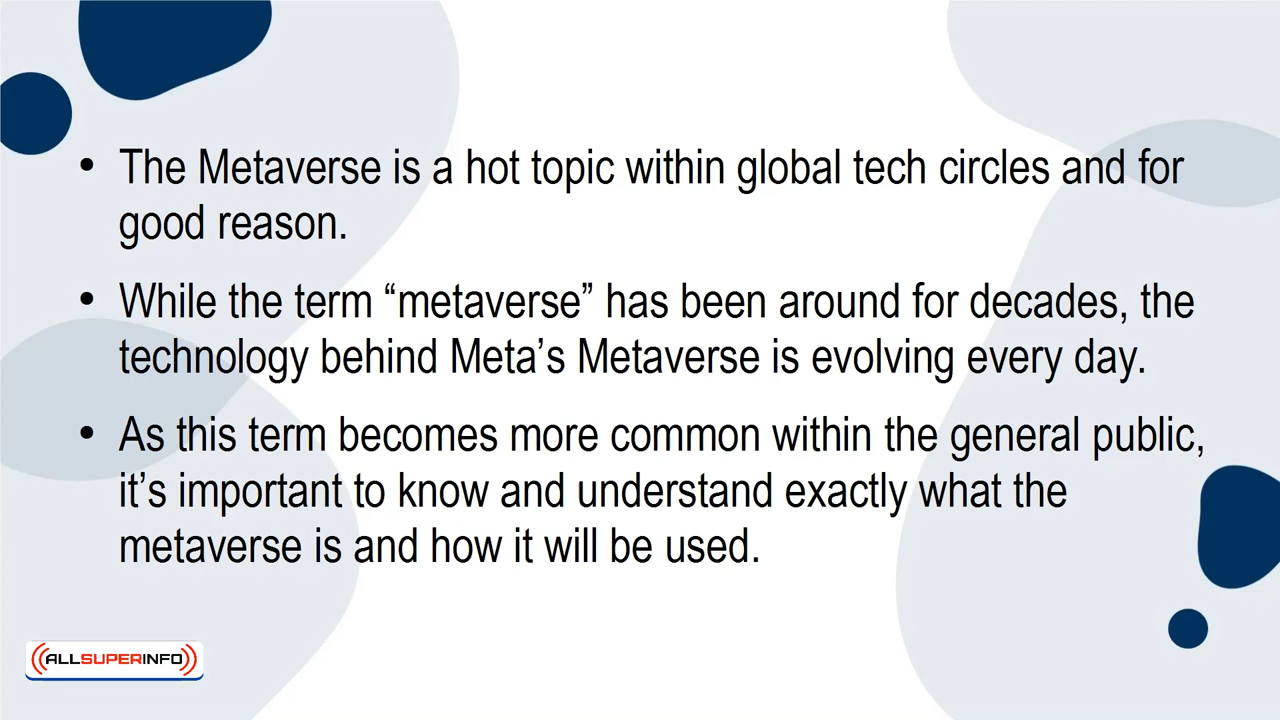 • The Metaverse is a hot topic within global tech circles and for
good reason.
• While the term “metaverse” has been around for decades, the
technology behind Meta’s Metaverse is evolving every day.
• As this term becomes more common within the general public,
it’s important to know and understand exactly what the
metaverse is and how it will be used.
ALLSUPERINFO